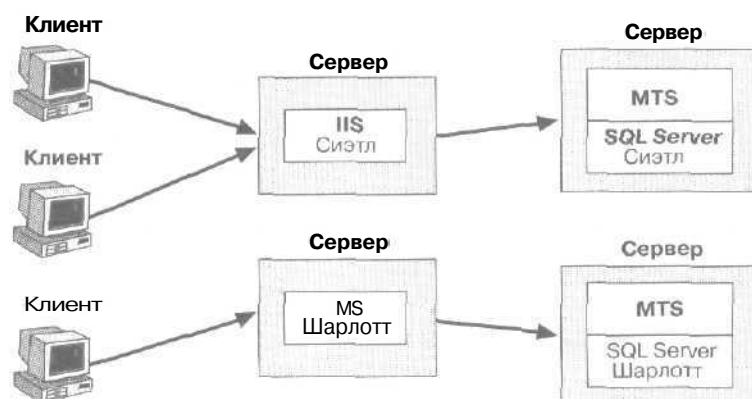 Клиент
Сервер
Сервер
IIS
Сиэтл
MTS
SQL Server
Сиэтл
Клиент
Клиент
Сервер
MS
Шарлотт
Сервер
MTS
SQL Server
Шарлотт